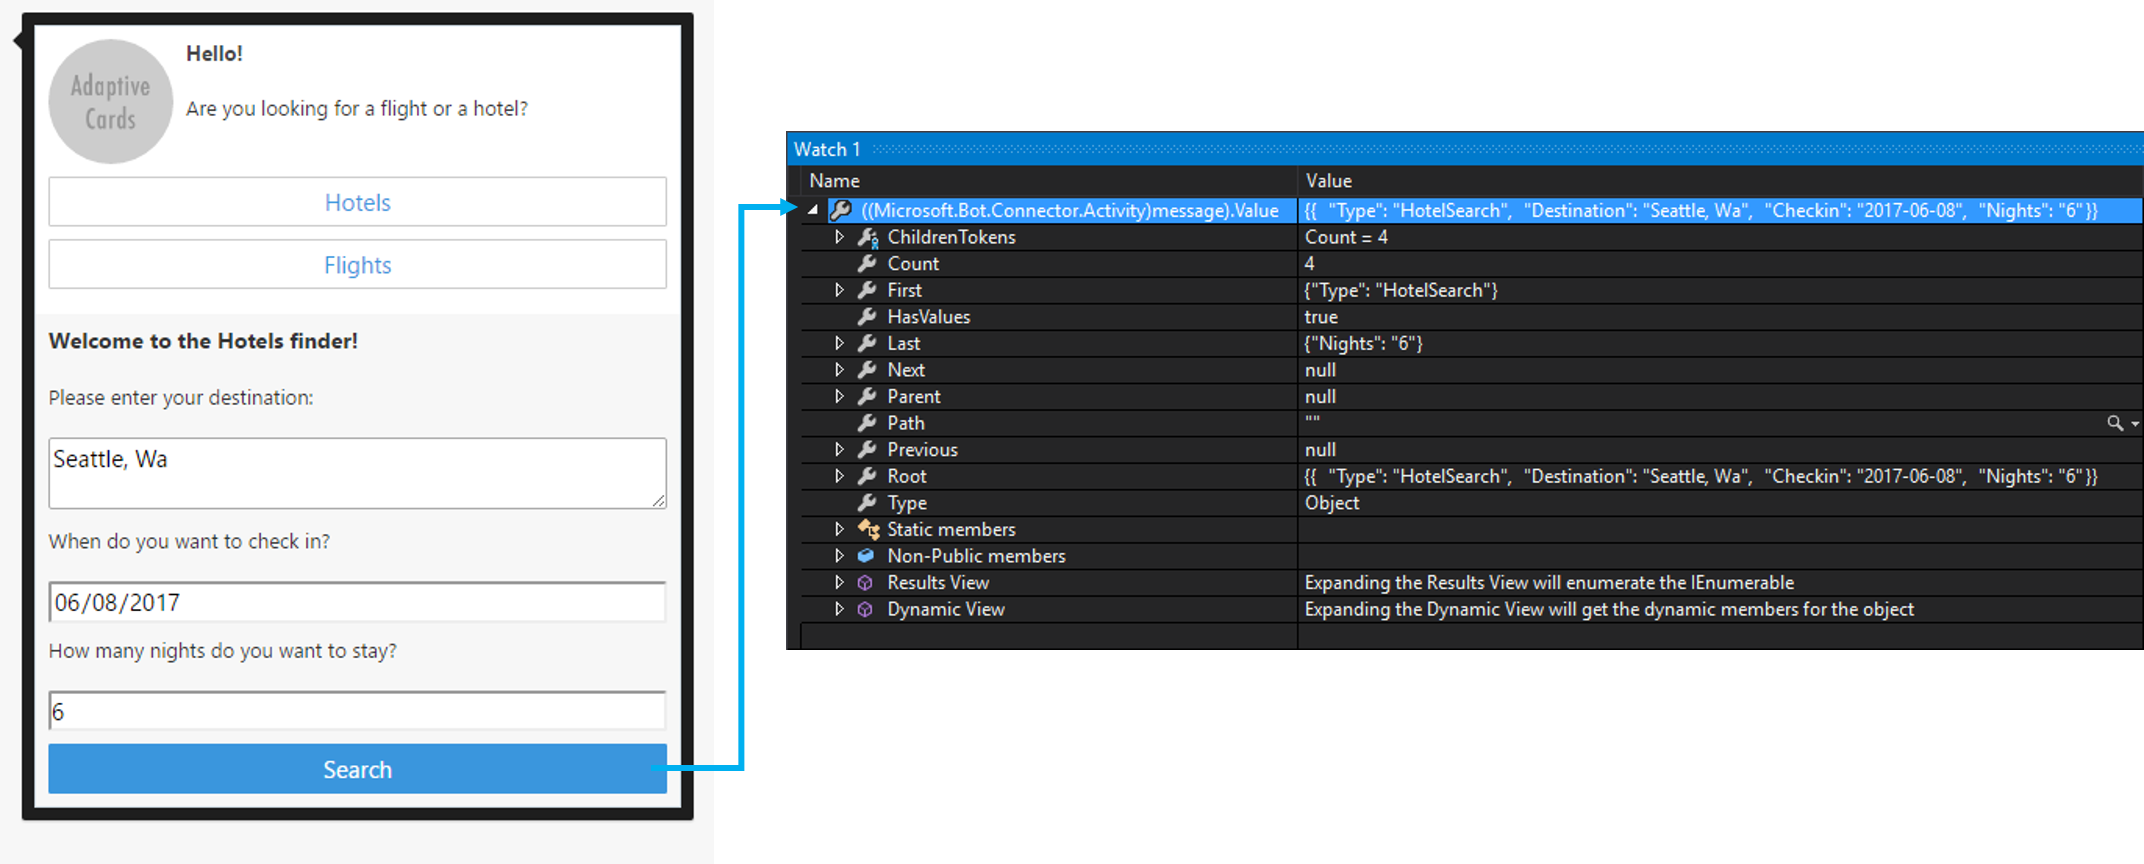 Adaptive
Cards
Hello!
Are you looking for a flight or a hotel?
Hotels
Flights
Welcome to the Hotels finder!
Please enter your destination:
Seattle, Wa
When do you want to check in?
06/08/2017
How many nights do you want to stay?
6
Search
Watch 1
Name Value
((Microsoft.Bot.Connector.Activity)message).Value {{ "Type": "HotelSearch", "Destination": "Seattle, Wa", "Checkin": "2017-06-08", "Nights": "6"}}
ChildrenTokens Count = 4
Count 4
First {"Type": "HotelSearch"}
HasValues true
Last {"Nights": "6"}
Next null
Parent null
Path ""
Previous null
Root {{ "Type": "HotelSearch", "Destination": "Seattle, Wa", "Checkin": "2017-06-08", "Nights": "6"}}
Type Object
Static members
Non-Public members
Results View Expanding the Results View will enumerate the IEnumerable
Dynamic View Expanding the Dynamic View will get the dynamic members for the object